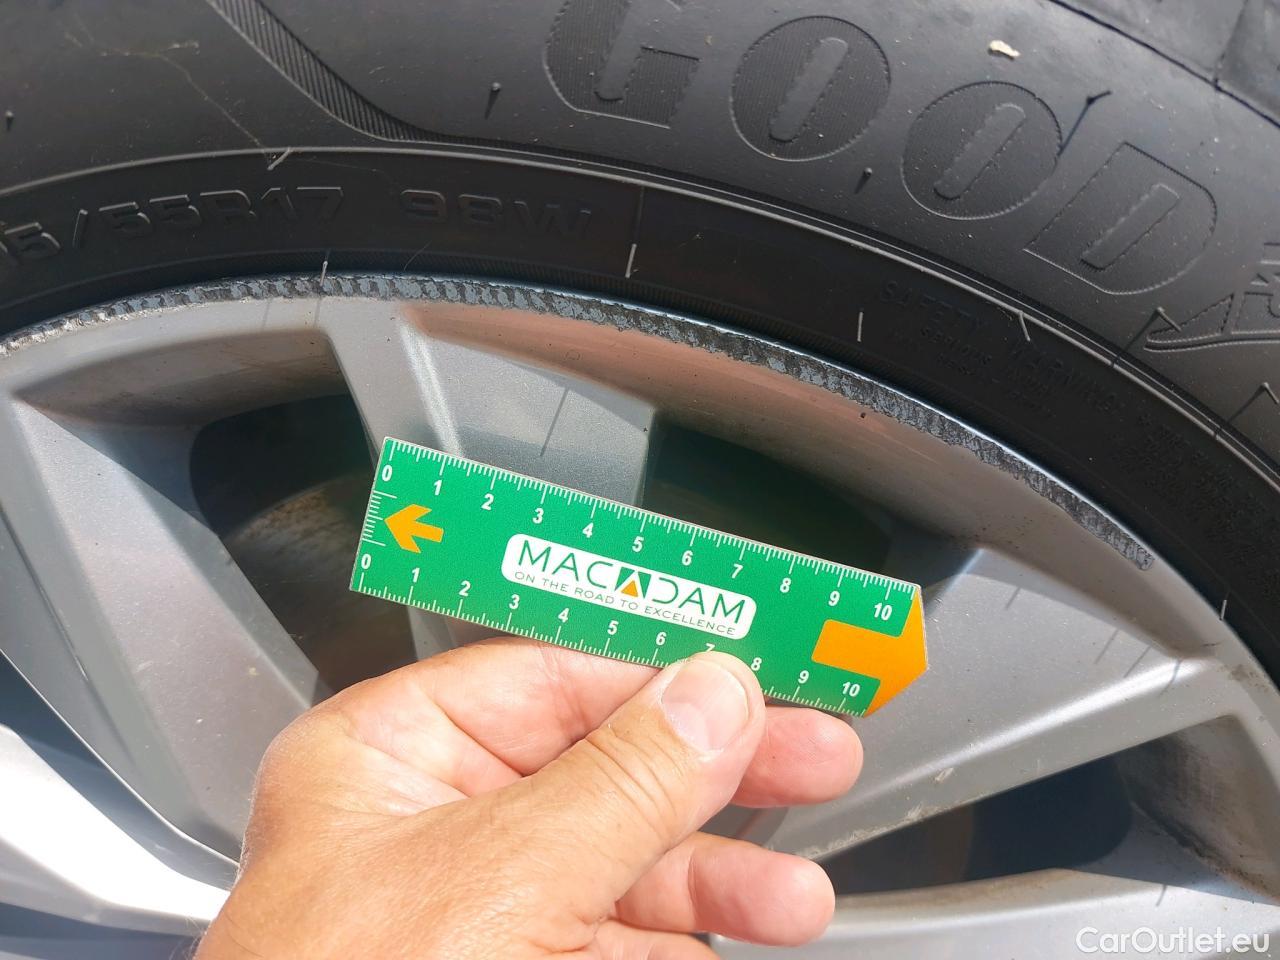 GOOD
5/55R17 98W
SAFETY WARNING
SERIOUS
0 1 2 3 4 5 6 7 8 9 10
MACADAM
ON THE ROAD TO EXCELLENCE
0 1 2 3 4 5 6 7 8 9 10
CarOutlet.eu